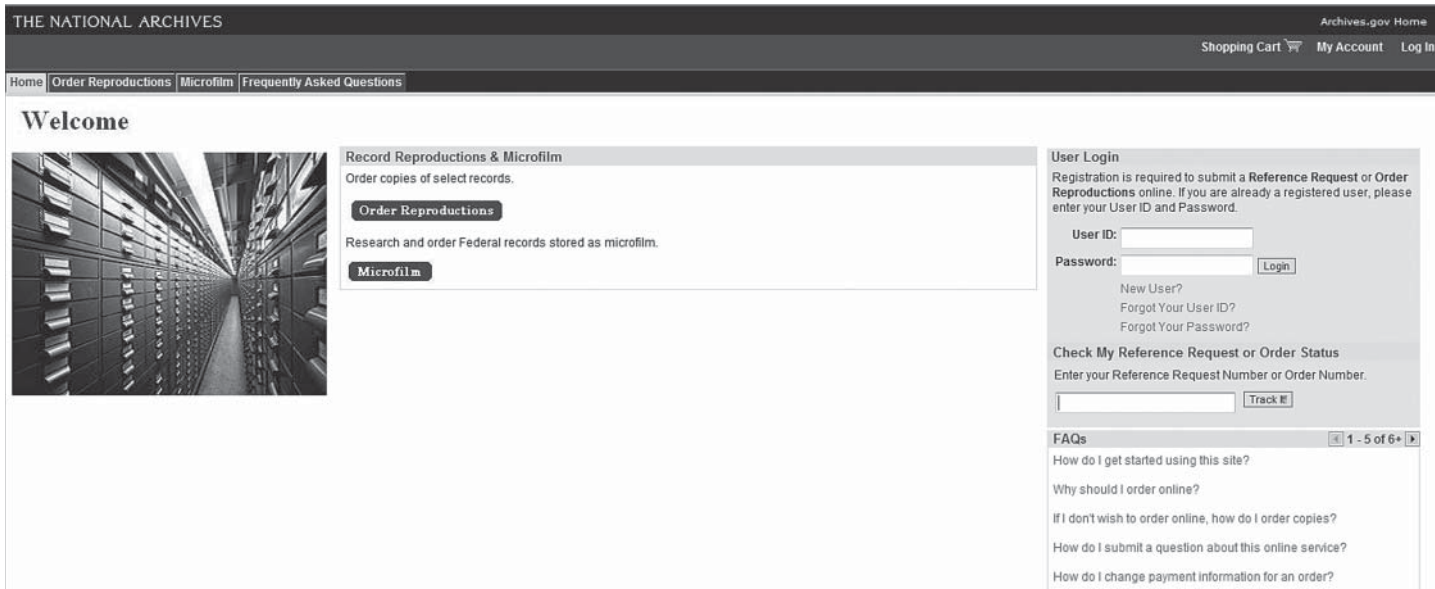 THE NATIONAL ARCHIVES
Archives.gov Home
Shopping Cart My Account Log In
Home Order Reproductions Microfilm Frequently Asked Questions
Welcome
Record Reproductions & Microfilm
Order copies of select records.
Order Reproductions
Research and order Federal records stored as microfilm.
Microfilm
User Login
Registration is required to submit a Reference Request or Order
Reproductions online. If you are already a registered user, please
enter your User ID and Password.
User ID:
Password:
Login
New User?
Forgot Your User ID?
Forgot Your Password?
Check My Reference Request or Order Status
Enter your Reference Request Number or Order Number.
Track It!
FAQs 1 - 5 of 6+
How do I get started using this site?
Why should I order online?
If I don't wish to order online, how do I order copies?
How do I submit a question about this online service?
How do I change payment information for an order?